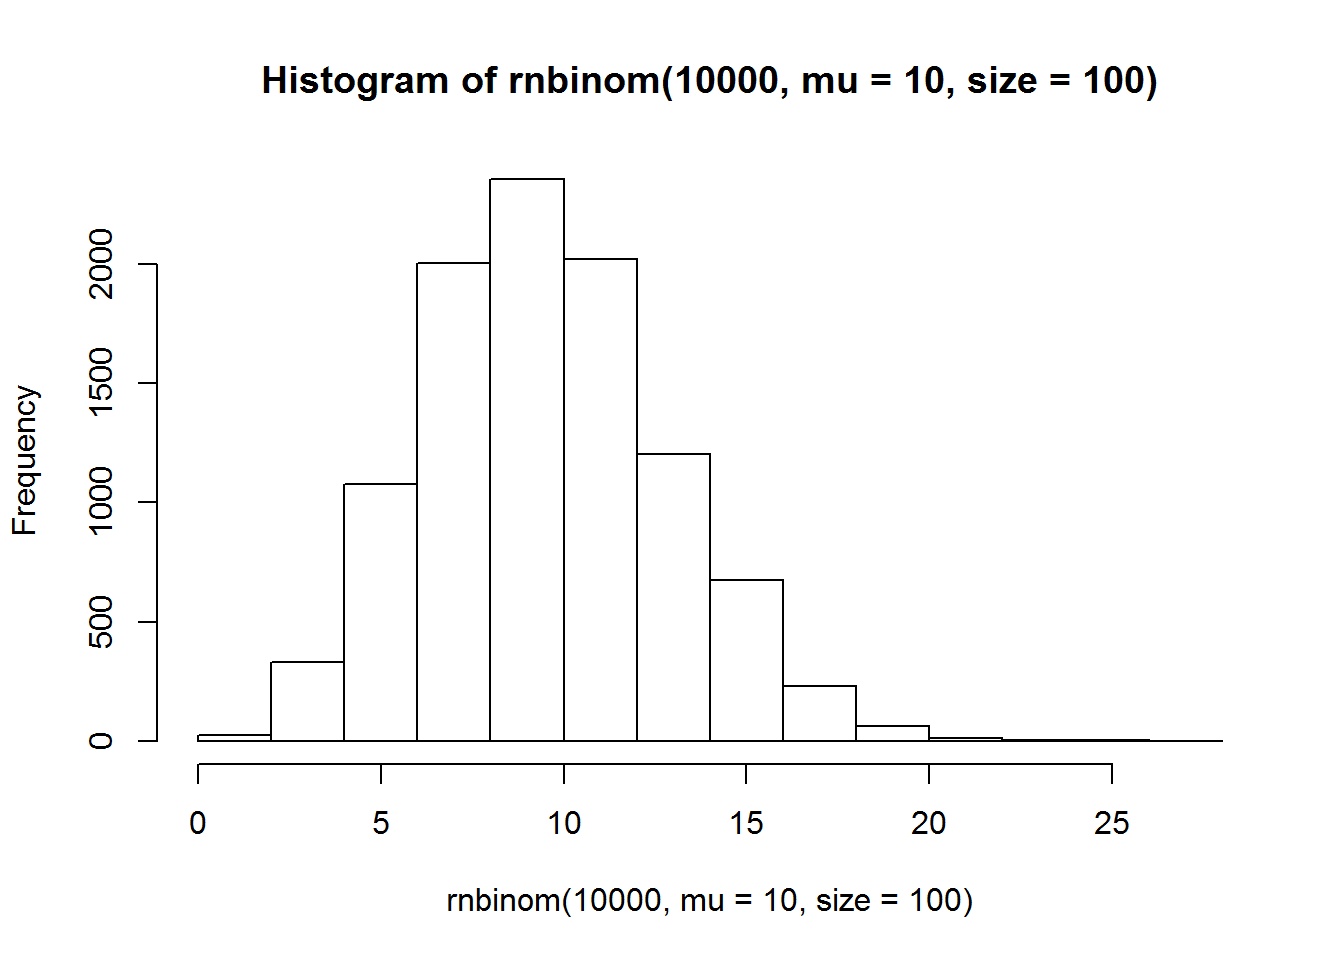 Histogram of rnbinom(10000, mu = 10, size = 100)
Frequency
2000
1500
1000
500
0
0 5 10 15 20 25
rnbinom(10000, mu = 10, size = 100)